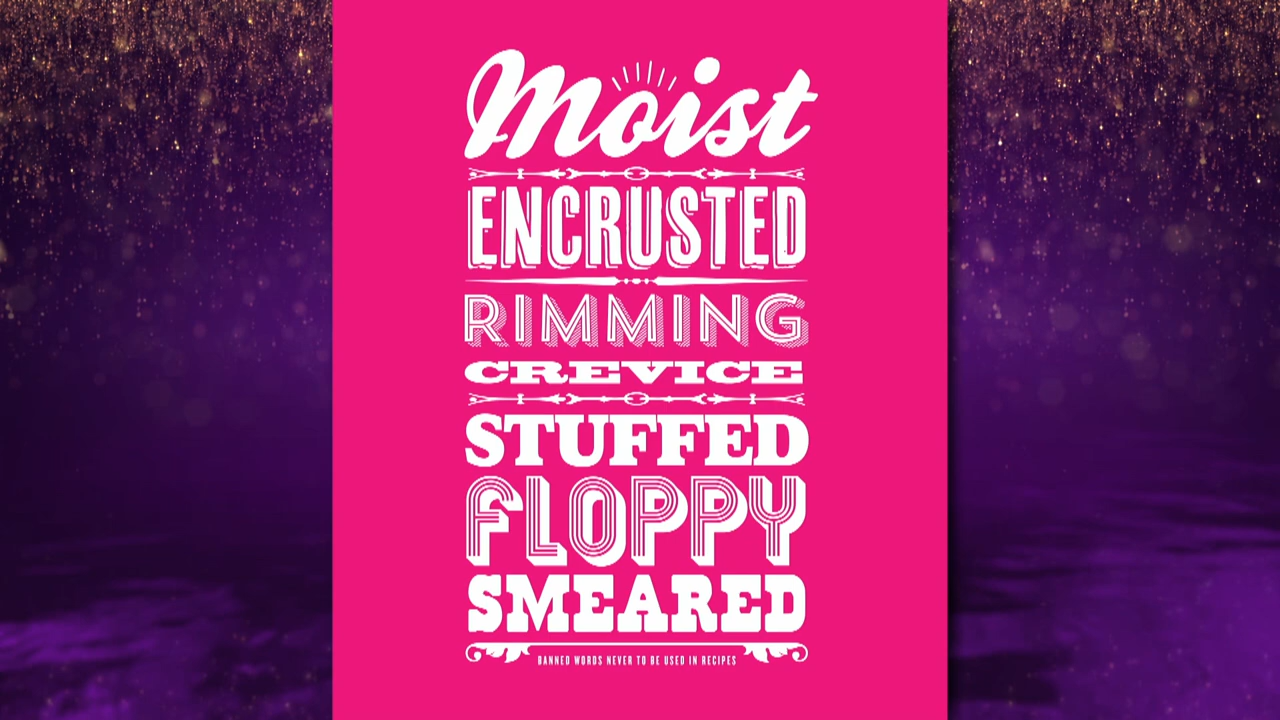 Moist
ENCRUSTED
RIMMING
CREVICE
STUFFED
FLOPPY
SMEARED
BANNED WORDS NEVER TO BE USED IN RECIPES